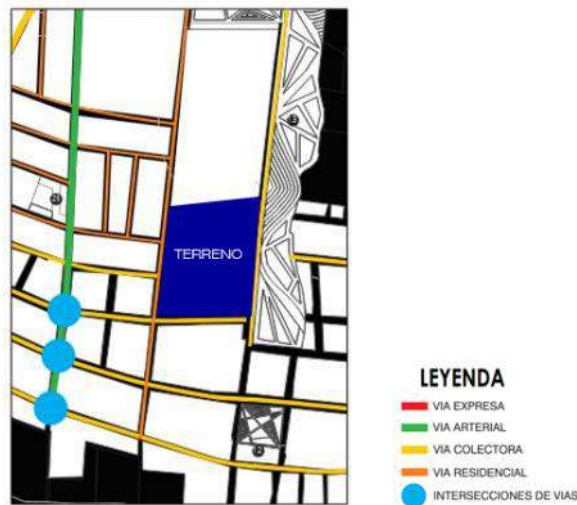 TERRENO
LEYENDA
VIA EXPRESA
VIA ARTERIAL
VIA COLECTORA
VIA RESIDENCIAL
INTERSECCIONES DE VIAS